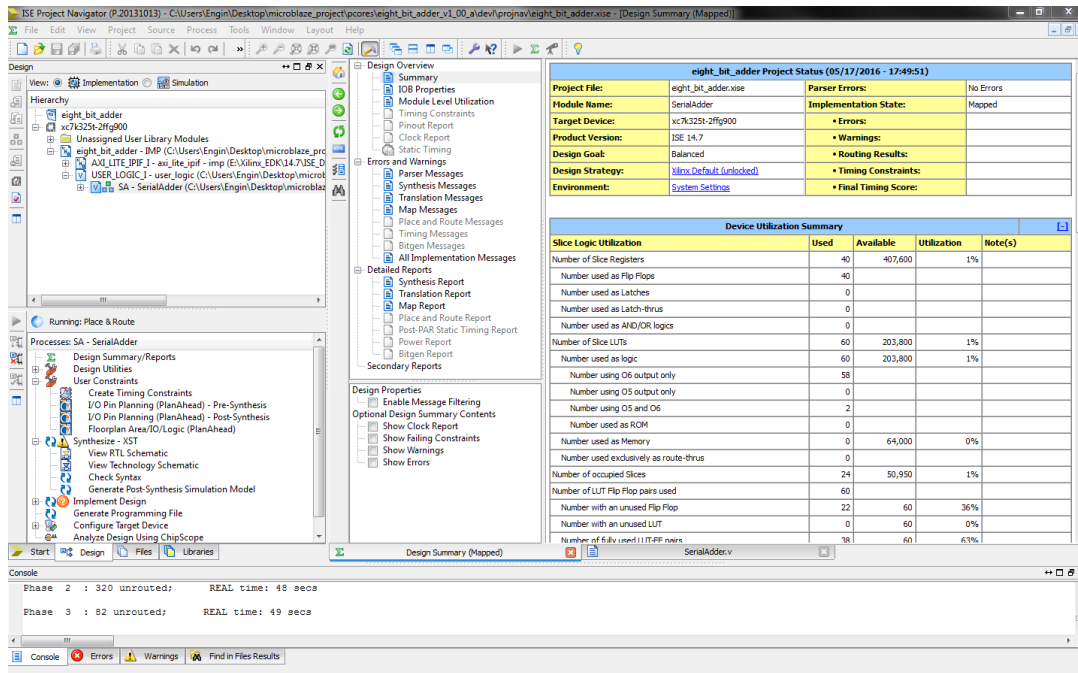 ISE Project Navigator (P.20131013) - C:\Users\Engin\Desktop\microblaze_project\pcores\eight_bit_adder_v1_00_a\devl\projnav\eight_bit_adder.xise - [Design Summary (Mapped)]
File Edit View Project Source Process Tools Window Layout Help
Design
View: Implementation Simulation
Hierarchy
eight_bit_adder
xc7k325t-2ffg900
Unassigned User Library Modules
eight_bit_adder - IMP (C:\Users\Engin\Desktop\microblaze_pro
AXI_LITE_IPIF_I - axi_lite_ipif - imp (E:\Xilinx_EDK\14.7\ISE_D
USER_LOGIC_I - user_logic (C:\Users\Engin\Desktop\microbl
SA - SerialAdder (C:\Users\Engin\Desktop\microblaz
Running: Place & Route
Processes: SA - SerialAdder
Design Summary/Reports
Design Utilities
User Constraints
Create Timing Constraints
I/O Pin Planning (PlanAhead) - Pre-Synthesis
I/O Pin Planning (PlanAhead) - Post-Synthesis
Floorplan Area/IO/Logic (PlanAhead)
Synthesize - XST
View RTL Schematic
View Technology Schematic
Check Syntax
Generate Post-Synthesis Simulation Model
Implement Design
Generate Programming File
Configure Target Device
Analyze Design Using ChipScope
Start Design Files Libraries
Design Overview
Summary
IOB Properties
Module Level Utilization
Timing Constraints
Pinout Report
Clock Report
Static Timing
Errors and Warnings
Parser Messages
Synthesis Messages
Translation Messages
Map Messages
Place and Route Messages
Timing Messages
Bitgen Messages
All Implementation Messages
Detailed Reports
Synthesis Report
Translation Report
Map Report
Place and Route Report
Post-PAR Static Timing Report
Power Report
Bitgen Report
Secondary Reports
Design Properties
Enable Message Filtering
Optional Design Summary Contents
Show Clock Report
Show Failing Constraints
Show Warnings
Show Errors
eight_bit_adder Project Status (05/17/2016 - 17:49:51)
Project File: eight_bit_adder.xise Parser Errors: No Errors
Module Name: SerialAdder Implementation State: Mapped
Target Device: xc7k325t-2ffg900 • Errors:
Product Version: ISE 14.7 • Warnings:
Design Goal: Balanced • Routing Results:
Design Strategy: Xilinx Default (unlocked) • Timing Constraints:
Environment: System Settings • Final Timing Score:
Device Utilization Summary [-]
Slice Logic Utilization Used Available Utilization Note(s)
Number of Slice Registers 40 407,600 1%
Number used as Flip Flops 40
Number used as Latches 0
Number used as Latch-thrus 0
Number used as AND/OR logics 0
Number of Slice LUTs 60 203,800 1%
Number used as logic 60 203,800 1%
Number using O6 output only 58
Number using O5 output only 0
Number using O5 and O6 2
Number used as ROM 0
Number used as Memory 0 64,000 0%
Number used exclusively as route-thrus 0
Number of occupied Slices 24 50,950 1%
Number of LUT Flip Flop pairs used 60
Number with an unused Flip Flop 22 60 36%
Number with an unused LUT 0 60 0%
Number of fully used LUT-FF pairs 38 60 63%
Design Summary (Mapped) SerialAdder.v
Console
Phase 2 : 320 unrouted; REAL time: 48 secs
Phase 3 : 82 unrouted; REAL time: 49 secs
Console Errors Warnings Find in Files Results